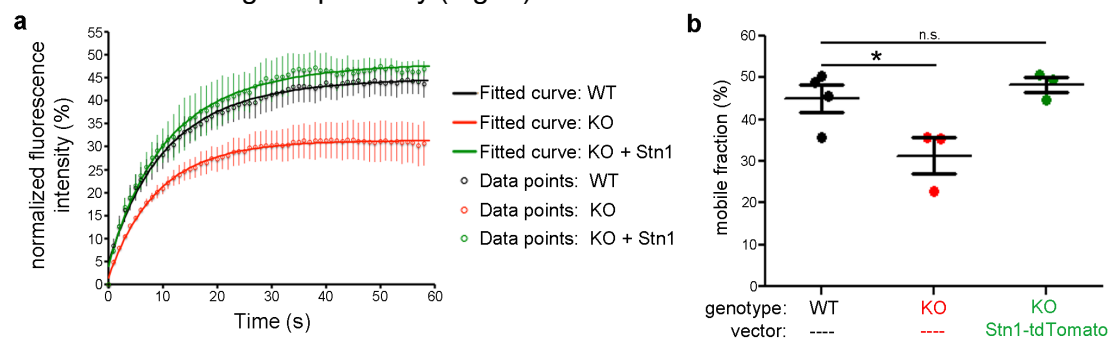 a
normalized fluorescence
intensity (%)
55
50
45
40
35
30
25
20
15
10
5
0
0 10 20 30 40 50 60
Time (s)
Fitted curve: WT
Fitted curve: KO
Fitted curve: KO + Stn1
Data points: WT
Data points: KO
Data points: KO + Stn1
b
mobile fraction (%)
60
50
40
30
20
10
0
n.s.
*
genotype: WT KO KO
vector: ---- ---- Stn1-tdTomato